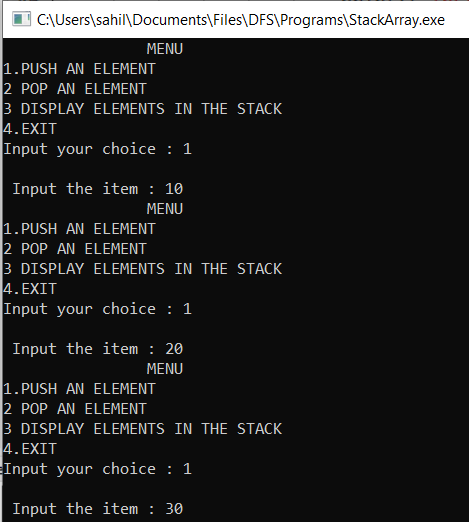 C:\Users\sahil\Documents\Files\DFS\Programs\StackArray.exe
MENU
1.PUSH AN ELEMENT
2 POP AN ELEMENT
3 DISPLAY ELEMENTS IN THE STACK
4.EXIT
Input your choice : 1
Input the item : 10
MENU
1.PUSH AN ELEMENT
2 POP AN ELEMENT
3 DISPLAY ELEMENTS IN THE STACK
4.EXIT
Input your choice : 1
Input the item : 20
MENU
1.PUSH AN ELEMENT
2 POP AN ELEMENT
3 DISPLAY ELEMENTS IN THE STACK
4.EXIT
Input your choice : 1
Input the item : 30